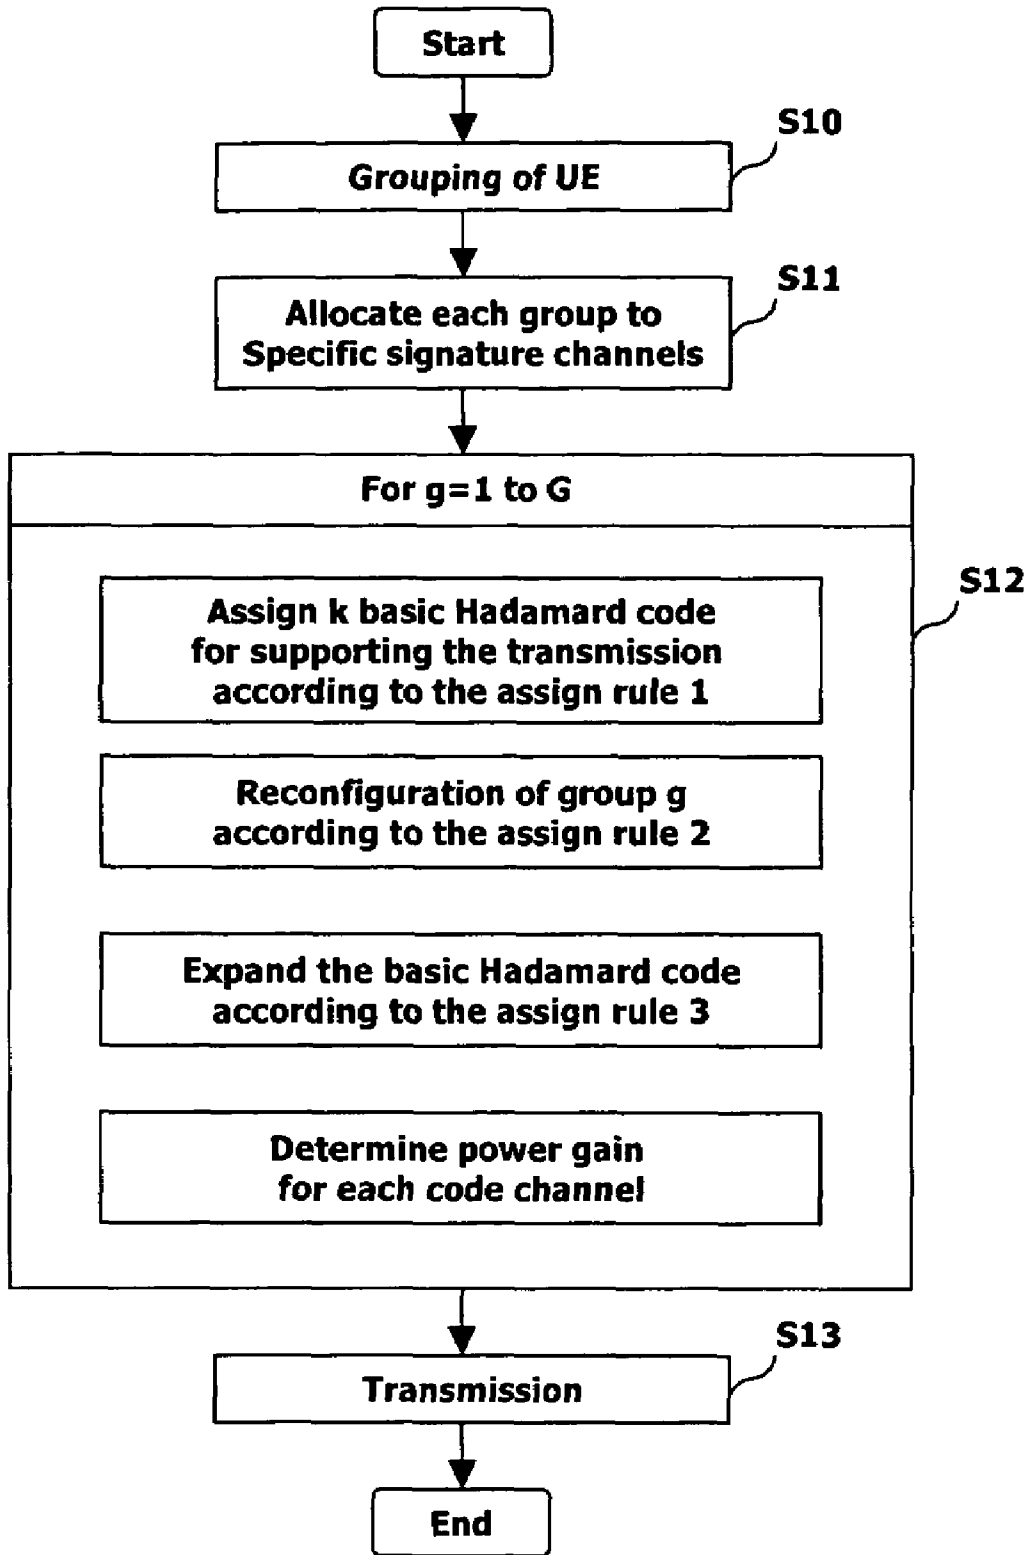 Start
S10
Grouping of UE
S11
Allocate each group to
Specific signature channels
For g=1 to G
S12
Assign k basic Hadamard code
for supporting the transmission
according to the assign rule 1
Reconfiguration of group g
according to the assign rule 2
Expand the basic Hadamard code
according to the assign rule 3
Determine power gain
for each code channel
S13
Transmission
End